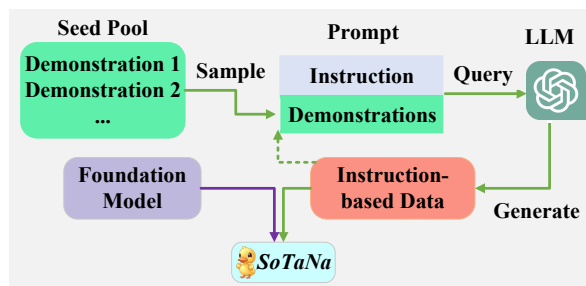 Seed Pool
Prompt
LLM
Demonstration 1
Demonstration 2
...
Sample
Instruction
Demonstrations
Query
Foundation
Model
Instruction-
based Data
Generate
SoTaNa